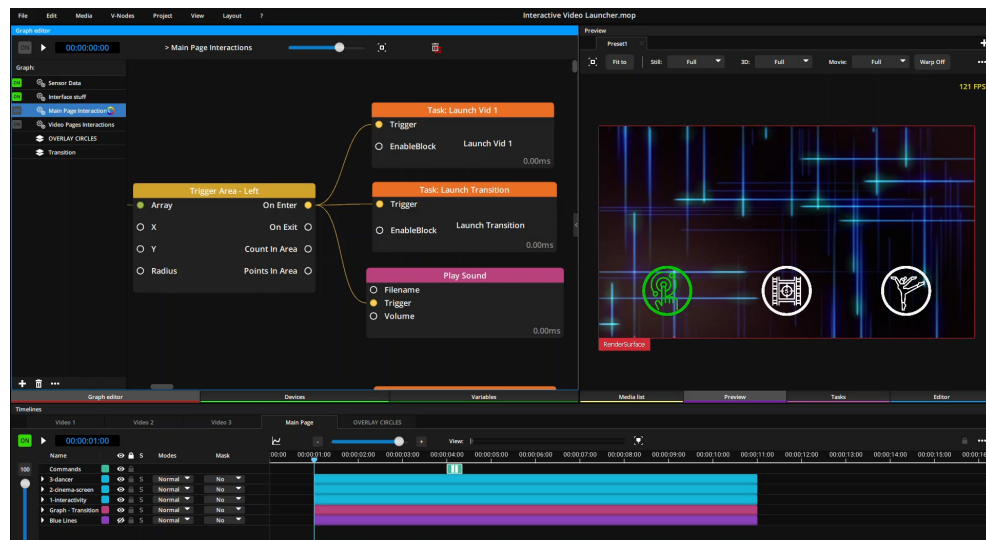 File Edit Media V-Nodes Project View Layout ? Interactive Video Launcher.mop
Graph editor
ON 00:00:00:00 > Main Page Interactions
Graph:
ON Sensor Data
ON Interface stuff
ON Main Page Interaction
ON Video Pages Interactions
OVERLAY CIRCLES
Transition
Trigger Area - Left
Array On Enter
X On Exit
Y Count In Area
Radius Points In Area
Task: Launch Vid 1
Trigger
EnableBlock Launch Vid 1
0.00ms
Task: Launch Transition
Trigger
EnableBlock Launch Transition
0.00ms
Play Sound
Filename
Trigger
Volume
0.00ms
Preview
Preset1
Fit to Still: Full 3D: Full Movie: Full Warp Off
121 FPS
RenderSurface
Graph editor Devices Variables Media list Preview Tasks Editor
Timelines
Video 1 Video 2 Video 3 Main Page OVERLAY CIRCLES
ON 00:00:01:00 View:
Name S Modes Mask 00:00 00:00:01:00 00:00:02:00 00:00:03:00 00:00:04:00 00:00:05:00 00:00:06:00 00:00:07:00 00:00:08:00 00:00:09:00 00:00:10:00 00:00:11:00 00:00:12:00 00:00:13:00 00:00:14:00 00:00:15:00 00:00:16
100 Commands
3-dancer S Normal No
2-cinema-screen S Normal No
1-interactivity S Normal No
Graph - Transition S Normal No
Blue Lines S Normal No